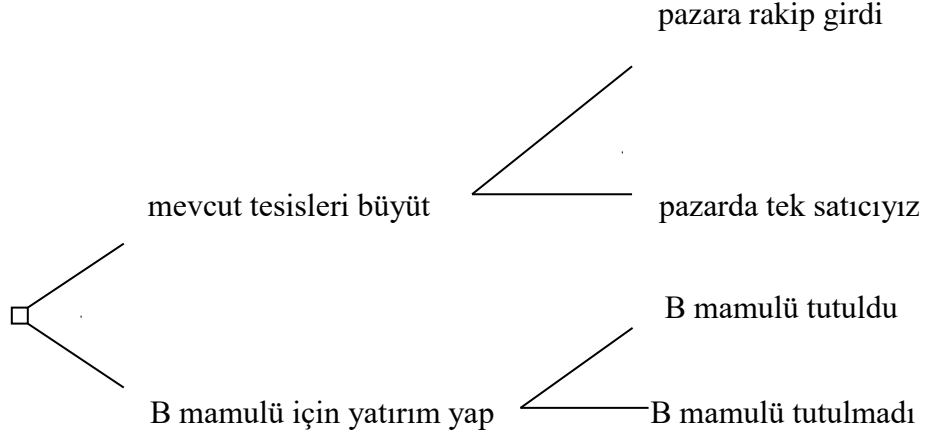 pazara rakip girdi
mevcut tesisleri büyüt
pazarda tek satıcıyız
B mamulü tutuldu
B mamulü için yatırım yap
B mamulü tutulmadı